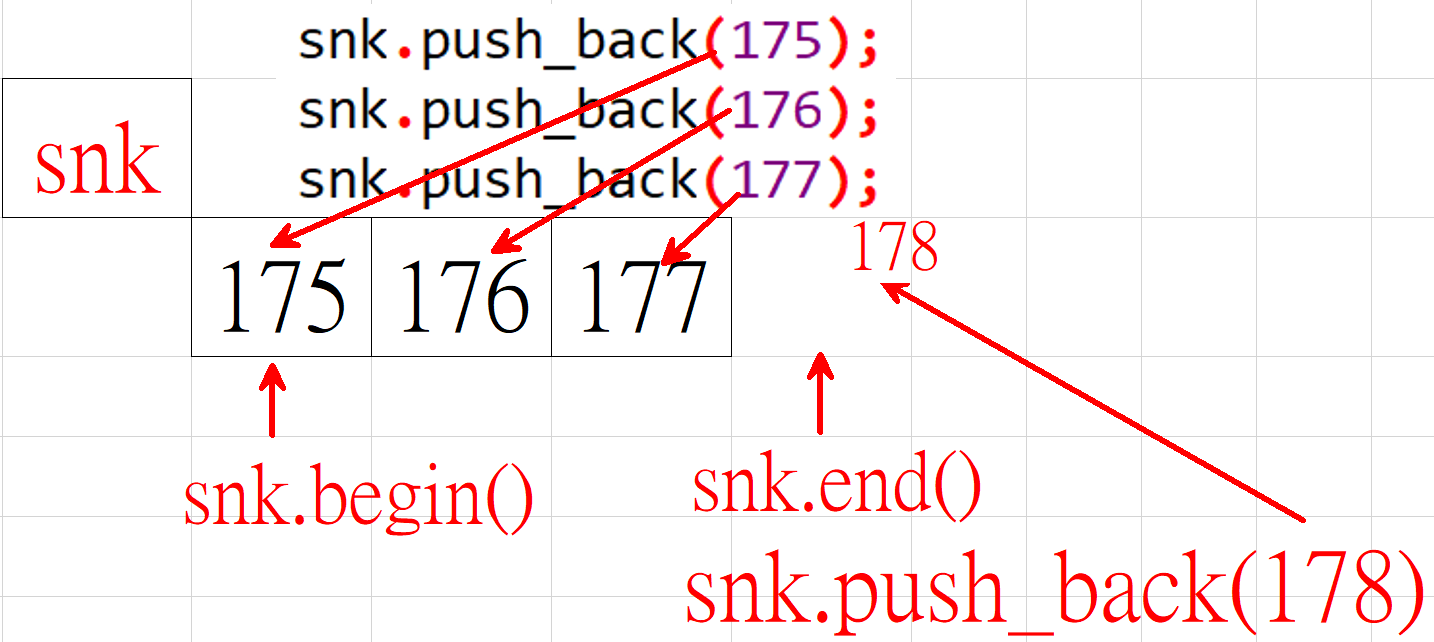 snk.push_back(175);
snk.push_back(176);
snk.push_back(177);
snk
175 176 177
178
snk.begin()
snk.end()
snk.push_back(178)